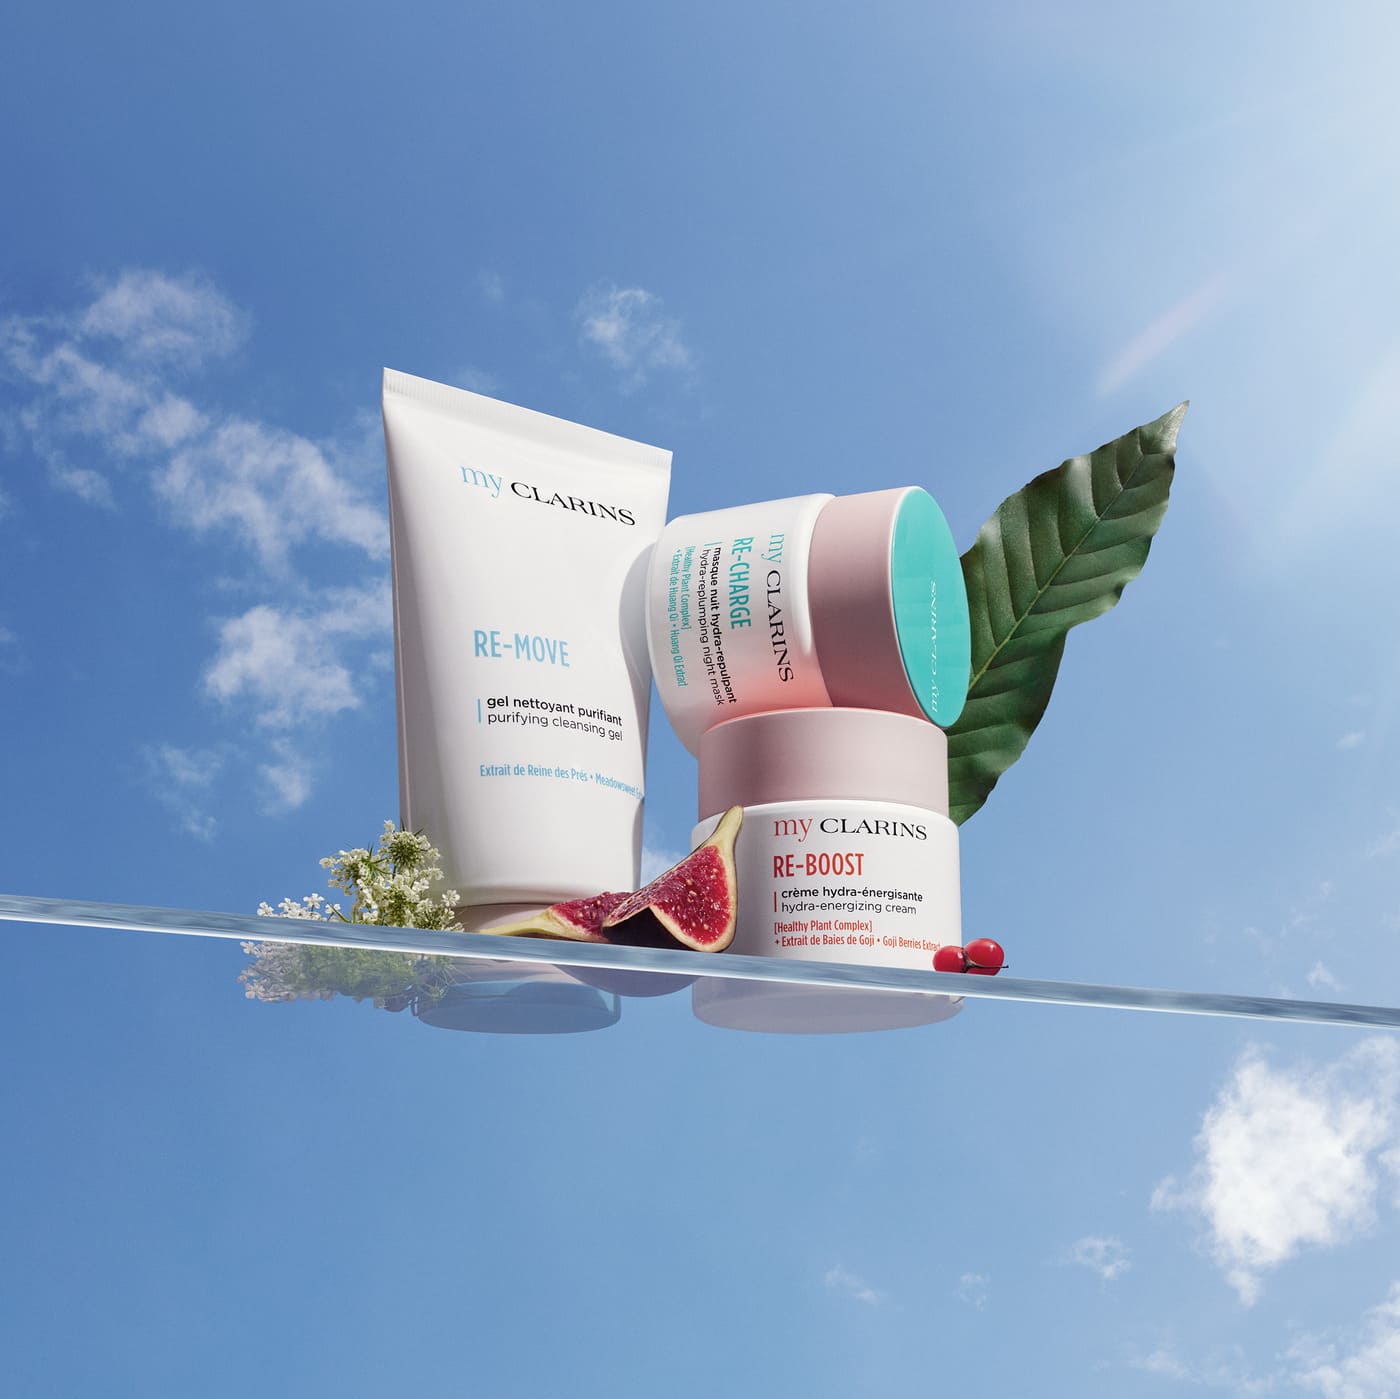 my CLARINS
RE-MOVE
gel nettoyant purifiant
purifying cleansing gel
Extrait de Reine des Prés • Meadowsweet
my CLARINS
RE-CHARGE
masque nuit hydra-repulpant
hydra-replumping night mask
[Healthy Plant Complex]
+ Extrait de Huang Qi • Huang Qi Extract
my CLARINS
my CLARINS
RE-BOOST
crème hydra-énergisante
hydra-energizing cream
[Healthy Plant Complex]
+ Extrait de Baies de Goji • Goji Berries Extract